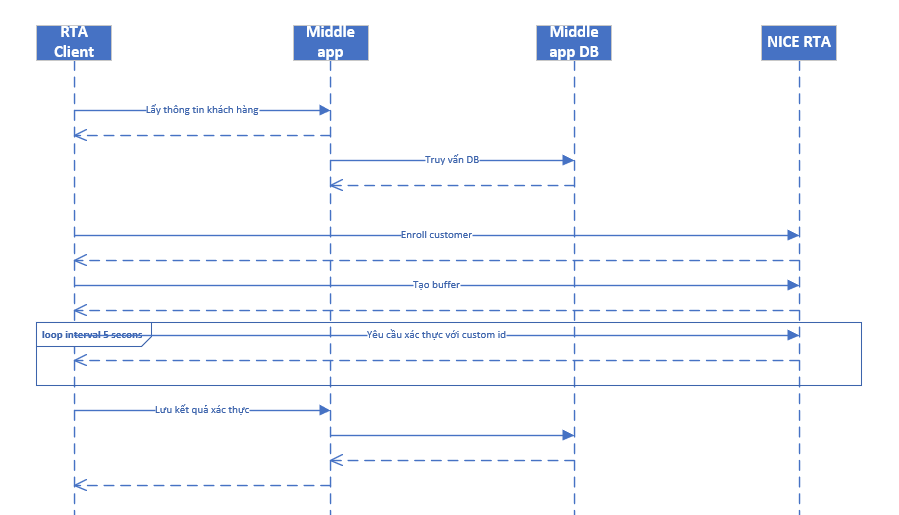 RTA
Client
Middle
app
Middle
app DB
NICE RTA
Lấy thông tin khách hàng
Truy vấn DB
Enroll customer
Tạo buffer
loop interval 5 secons
Yêu cầu xác thực với custom id
Lưu kết quả xác thực